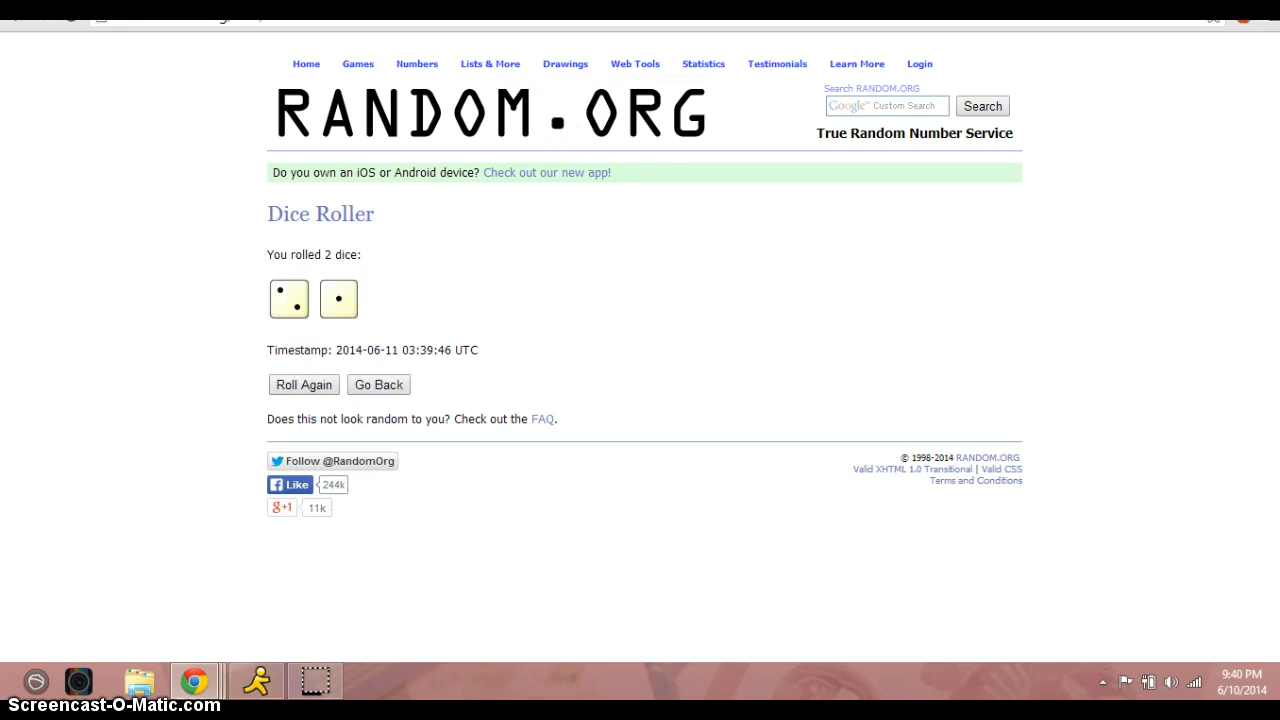 Home Games Numbers Lists & More Drawings Web Tools Statistics Testimonials Learn More Login
RANDOM.ORG
Search RANDOM.ORG
Google™ Custom Search Search
True Random Number Service
Do you own an iOS or Android device? Check out our new app!
Dice Roller
You rolled 2 dice:
Timestamp: 2014-06-11 03:39:46 UTC
Roll Again Go Back
Does this not look random to you? Check out the FAQ.
Follow @RandomOrg
Like 244k
g+1 11k
© 1998-2014 RANDOM.ORG
Valid XHTML 1.0 Transitional | Valid CSS
Terms and Conditions
9:40 PM
6/10/2014
Screencast-O-Matic.com